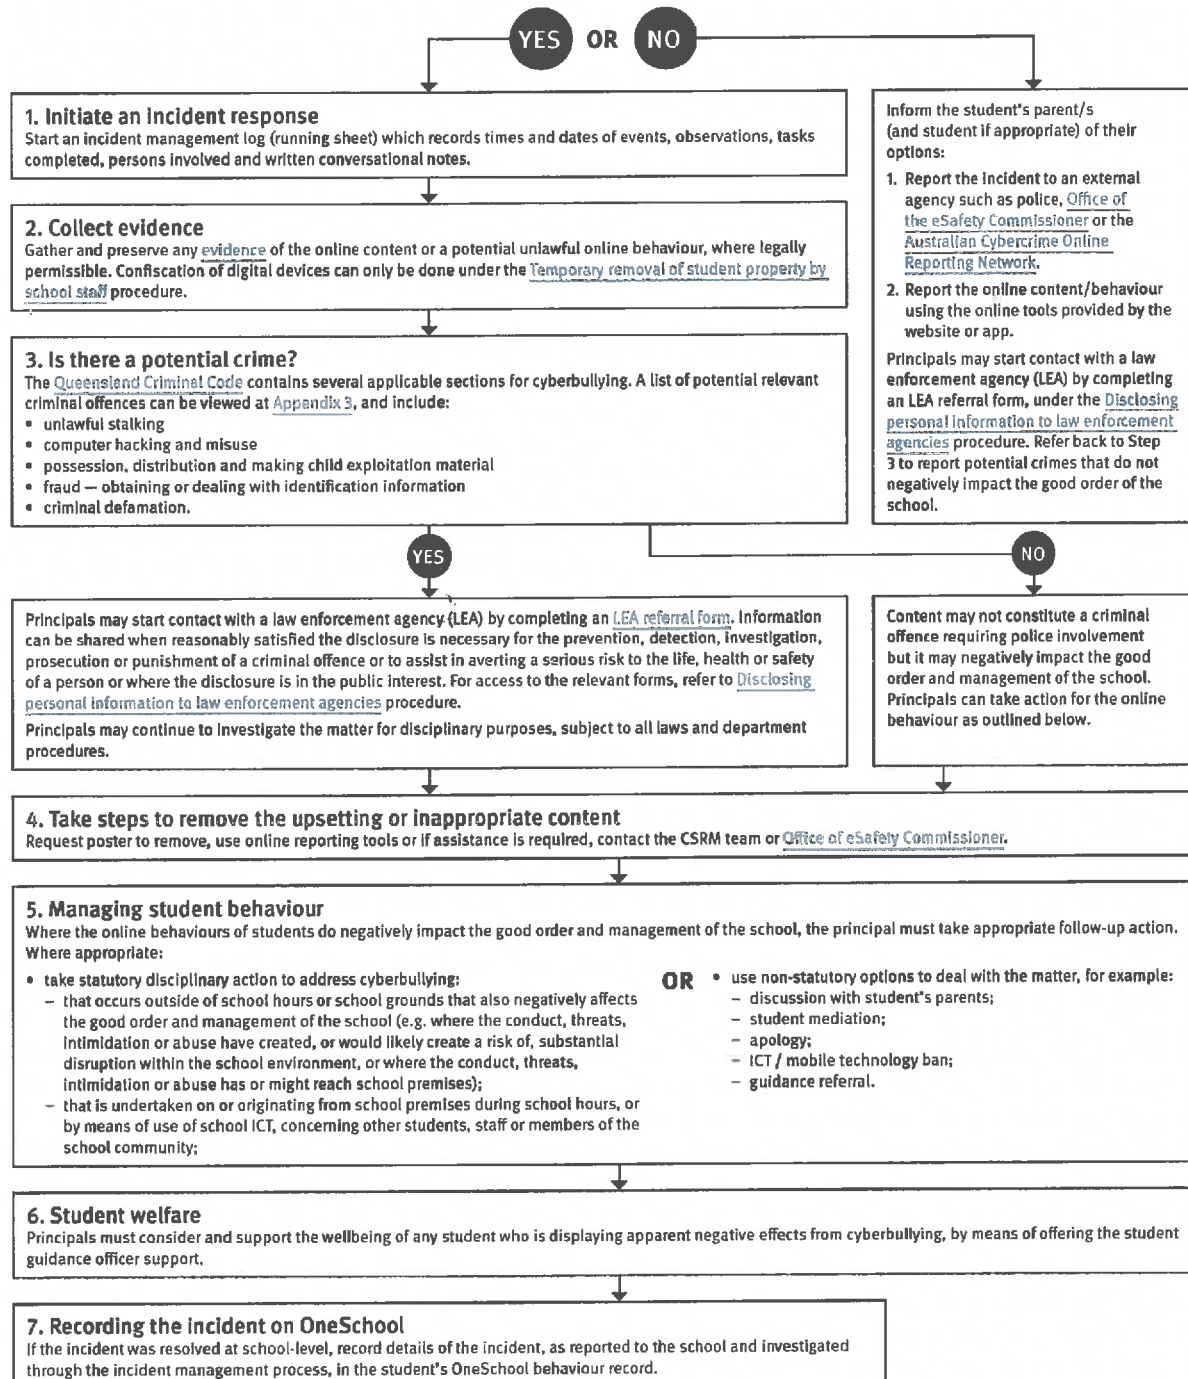 YES OR NO
1. Initiate an incident response
Start an incident management log (running sheet) which records times and dates of events, observations, tasks
completed, persons involved and written conversational notes.
2. Collect evidence
Gather and preserve any evidence of the online content or a potential unlawful online behaviour, where legally
permissible. Confiscation of digital devices can only be done under the Temporary removal of student property by
school staff procedure.
3. Is there a potential crime?
The Queensland Criminal Code contains several applicable sections for cyberbullying. A list of potential relevant
criminal offences can be viewed at Appendix 3, and include:
• unlawful stalking
• computer hacking and misuse
• possession, distribution and making child exploitation material
• fraud — obtaining or dealing with identification information
• criminal defamation.
Inform the student's parent/s
(and student if appropriate) of their
options:
1. Report the incident to an external
agency such as police, Office of
the eSafety Commissioner or the
Australian Cybercrime Online
Reporting Network.
2. Report the online content/behaviour
using the online tools provided by the
website or app.
Principals may start contact with a law
enforcement agency (LEA) by completing
an LEA referral form, under the Disclosing
personal information to law enforcement
agencies procedure. Refer back to Step
3 to report potential crimes that do not
negatively impact the good order of the
school.
YES
NO
Principals may start contact with a law enforcement agency (LEA) by completing an LEA referral form. Information
can be shared when reasonably satisfied the disclosure is necessary for the prevention, detection, investigation,
prosecution or punishment of a criminal offence or to assist in averting a serious risk to the life, health or safety
of a person or where the disclosure is in the public interest. For access to the relevant forms, refer to Disclosing
personal information to law enforcement agencies procedure.
Principals may continue to investigate the matter for disciplinary purposes, subject to all laws and department
procedures.
Content may not constitute a criminal
offence requiring police involvement
but it may negatively impact the good
order and management of the school.
Principals can take action for the online
behaviour as outlined below.
4. Take steps to remove the upsetting or inappropriate content
Request poster to remove, use online reporting tools or if assistance is required, contact the CSRM team or Office of eSafety Commissioner.
5. Managing student behaviour
Where the online behaviours of students do negatively impact the good order and management of the school, the principal must take appropriate follow-up action.
Where appropriate:
• take statutory disciplinary action to address cyberbullying:
– that occurs outside of school hours or school grounds that also negatively affects
the good order and management of the school (e.g. where the conduct, threats,
intimidation or abuse have created, or would likely create a risk of, substantial
disruption within the school environment, or where the conduct, threats,
intimidation or abuse has or might reach school premises);
– that is undertaken on or originating from school premises during school hours, or
by means of use of school ICT, concerning other students, staff or members of the
school community;
OR
• use non-statutory options to deal with the matter, for example:
– discussion with student's parents;
– student mediation;
– apology;
– ICT / mobile technology ban;
– guidance referral.
6. Student welfare
Principals must consider and support the wellbeing of any student who is displaying apparent negative effects from cyberbullying, by means of offering the student
guidance officer support.
7. Recording the incident on OneSchool
If the incident was resolved at school-level, record details of the incident, as reported to the school and investigated
through the incident management process, in the student's OneSchool behaviour record.